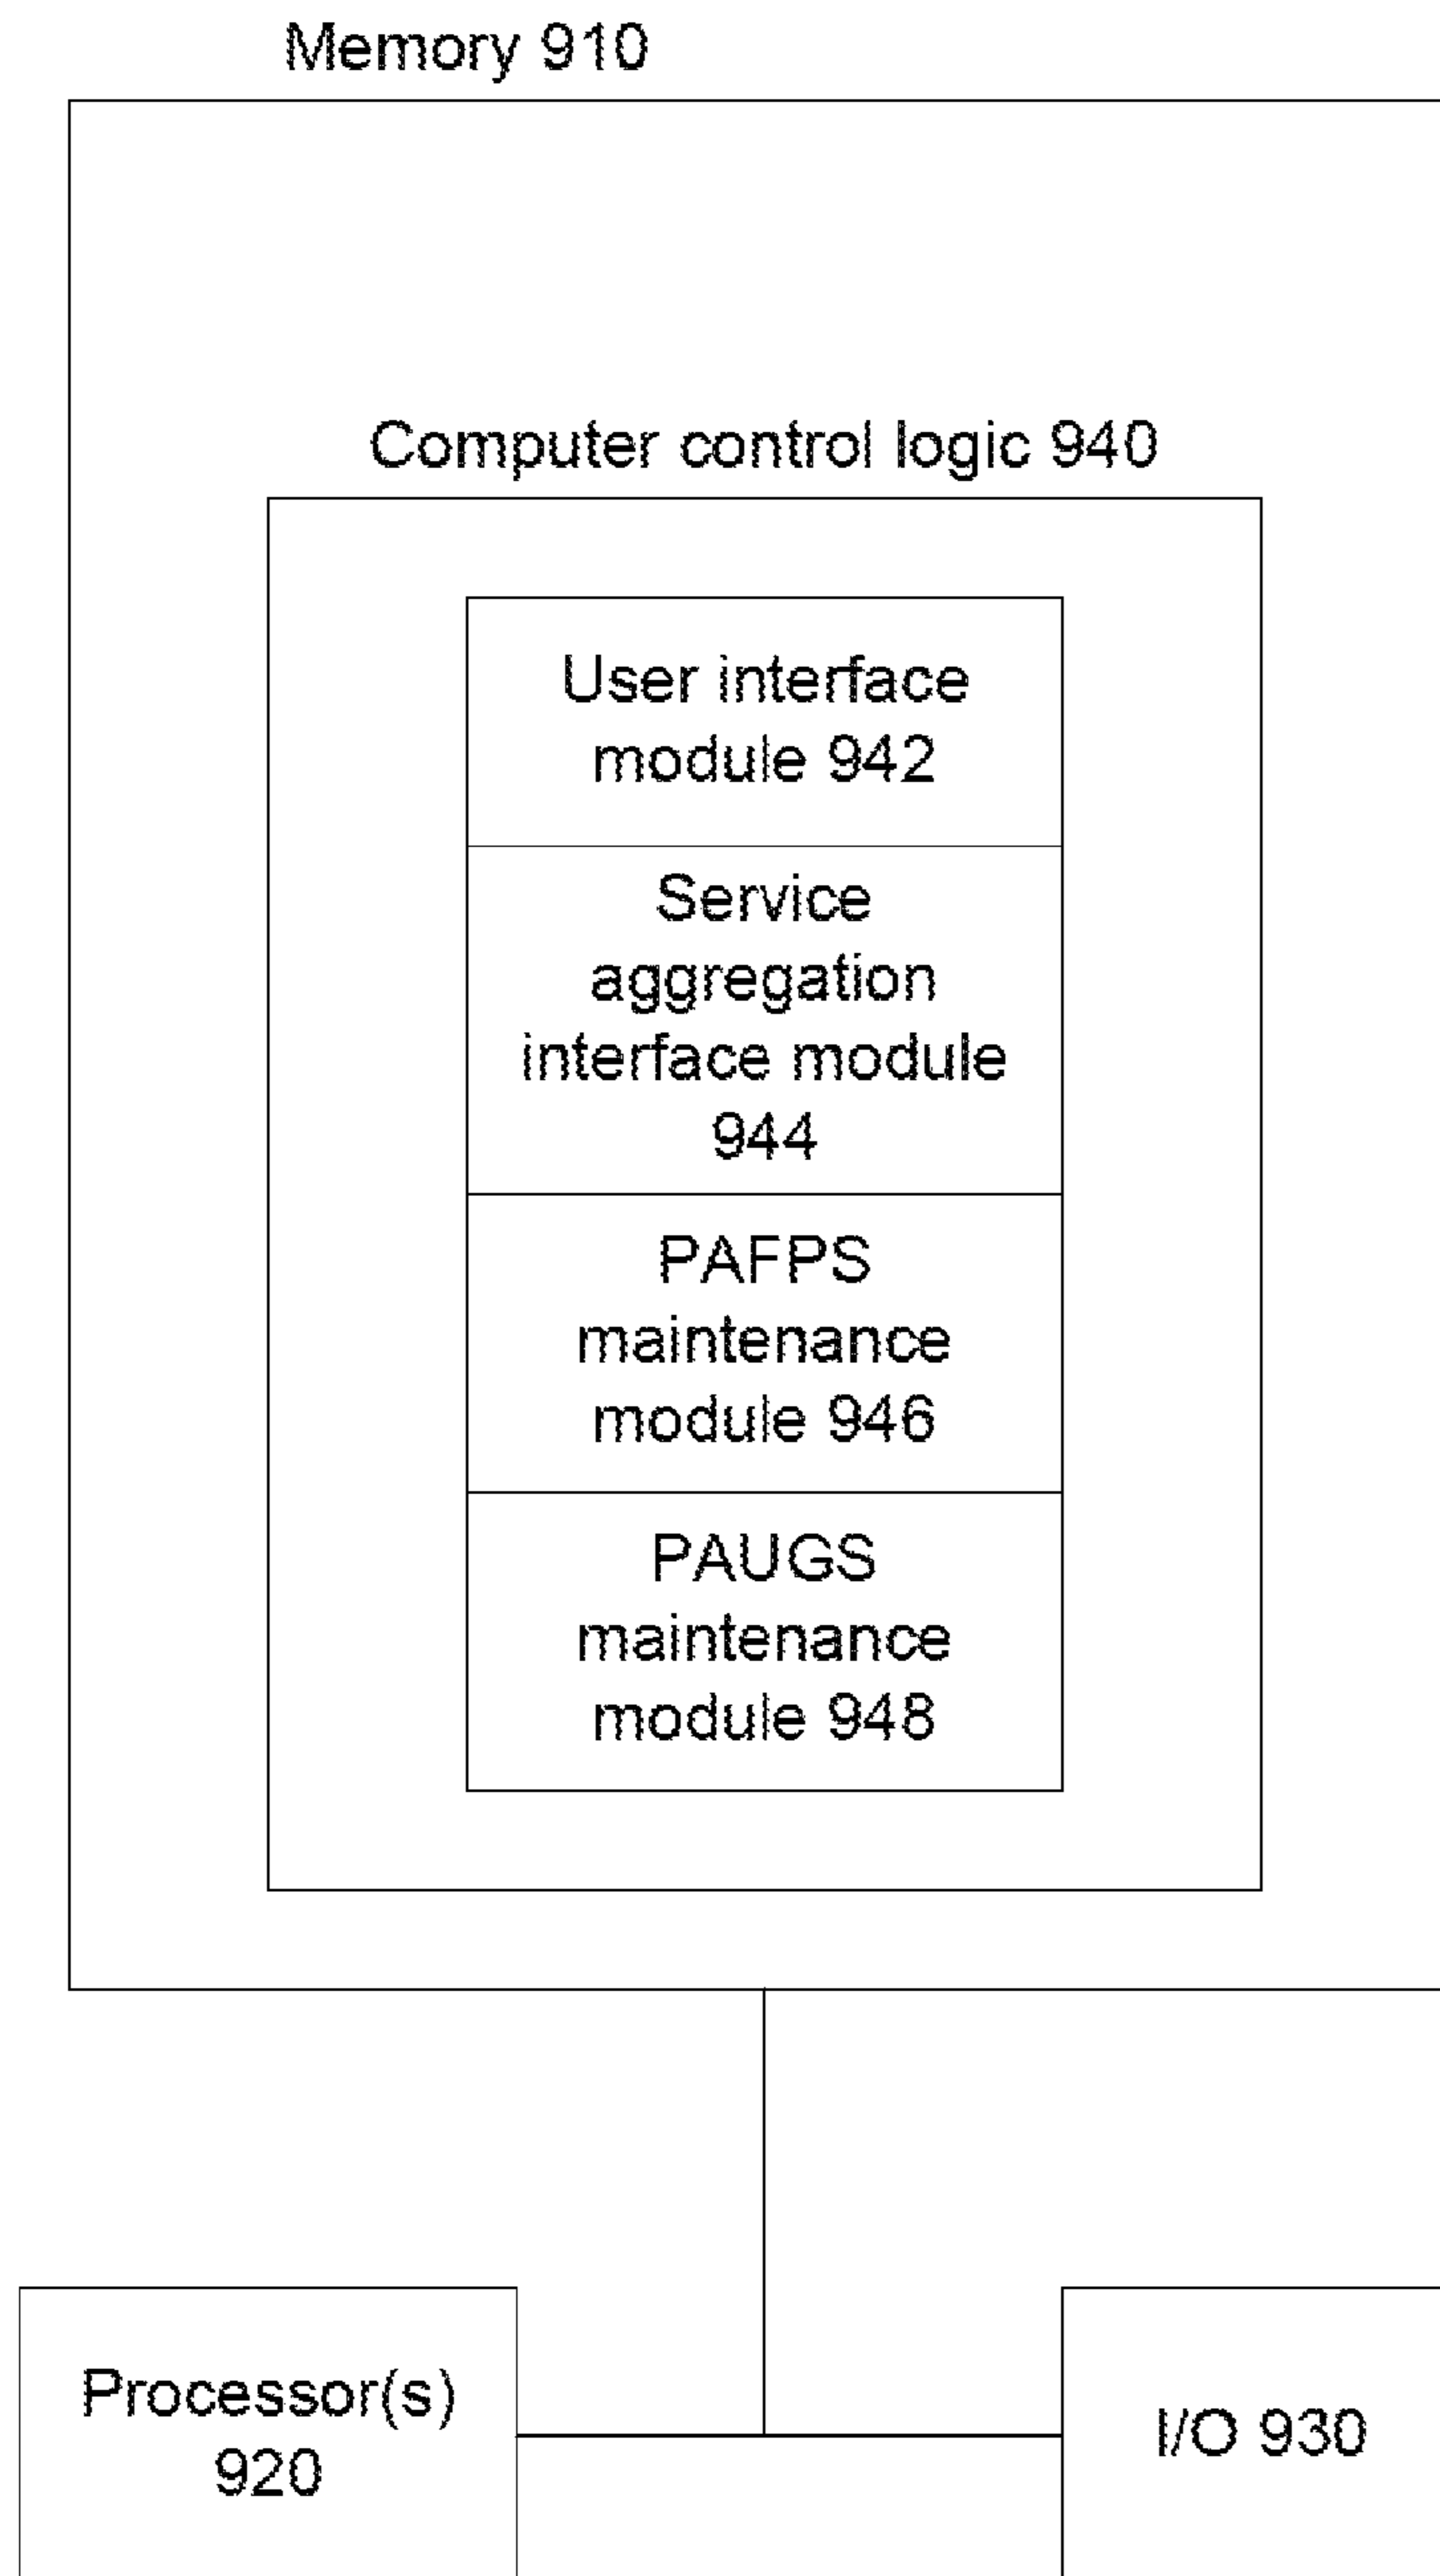 Memory 910
Computer control logic 940
User interface
module 942
Service
aggregation
interface module
944
PAFPS
maintenance
module 946
PAUGS
maintenance
module 948
Processor(s)
920
I/O 930